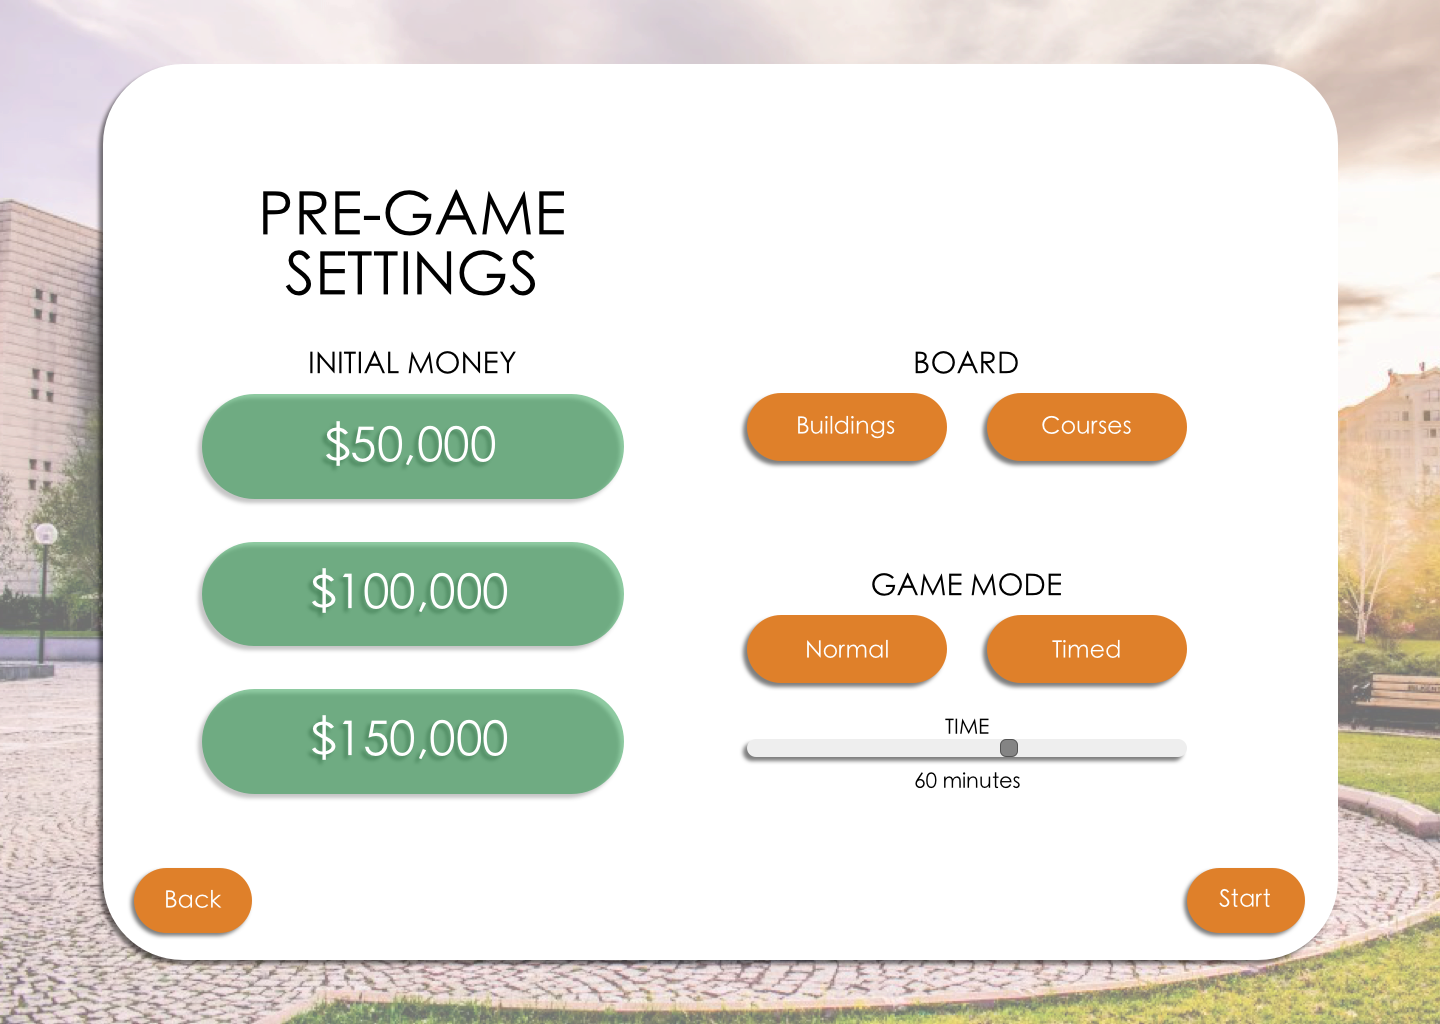 PRE-GAME
SETTINGS
INITIAL MONEY
$50,000
$100,000
$150,000
BOARD
Buildings
Courses
GAME MODE
Normal
Timed
TIME
60 minutes
Back
Start